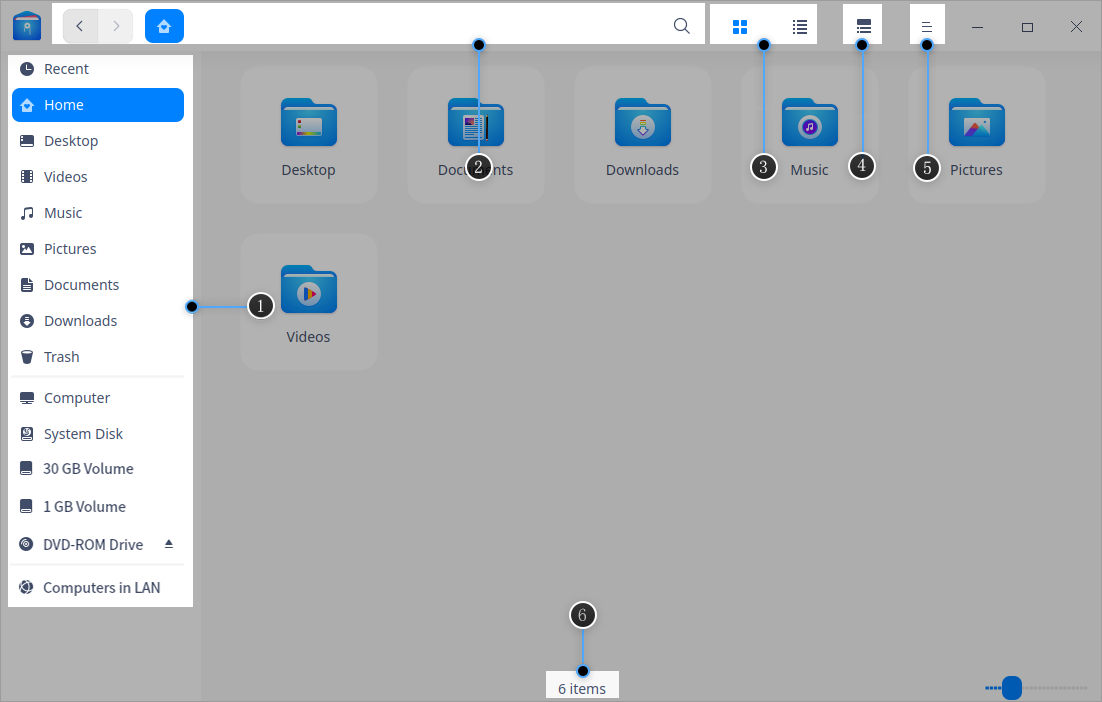 Recent
Home
Desktop
Videos
Music
Pictures
Documents
Downloads
Trash
Computer
System Disk
30 GB Volume
1 GB Volume
DVD-ROM Drive
Computers in LAN
Desktop
Documents
Downloads
Music
Pictures
2
3
4
5
1
Videos
6
6 items